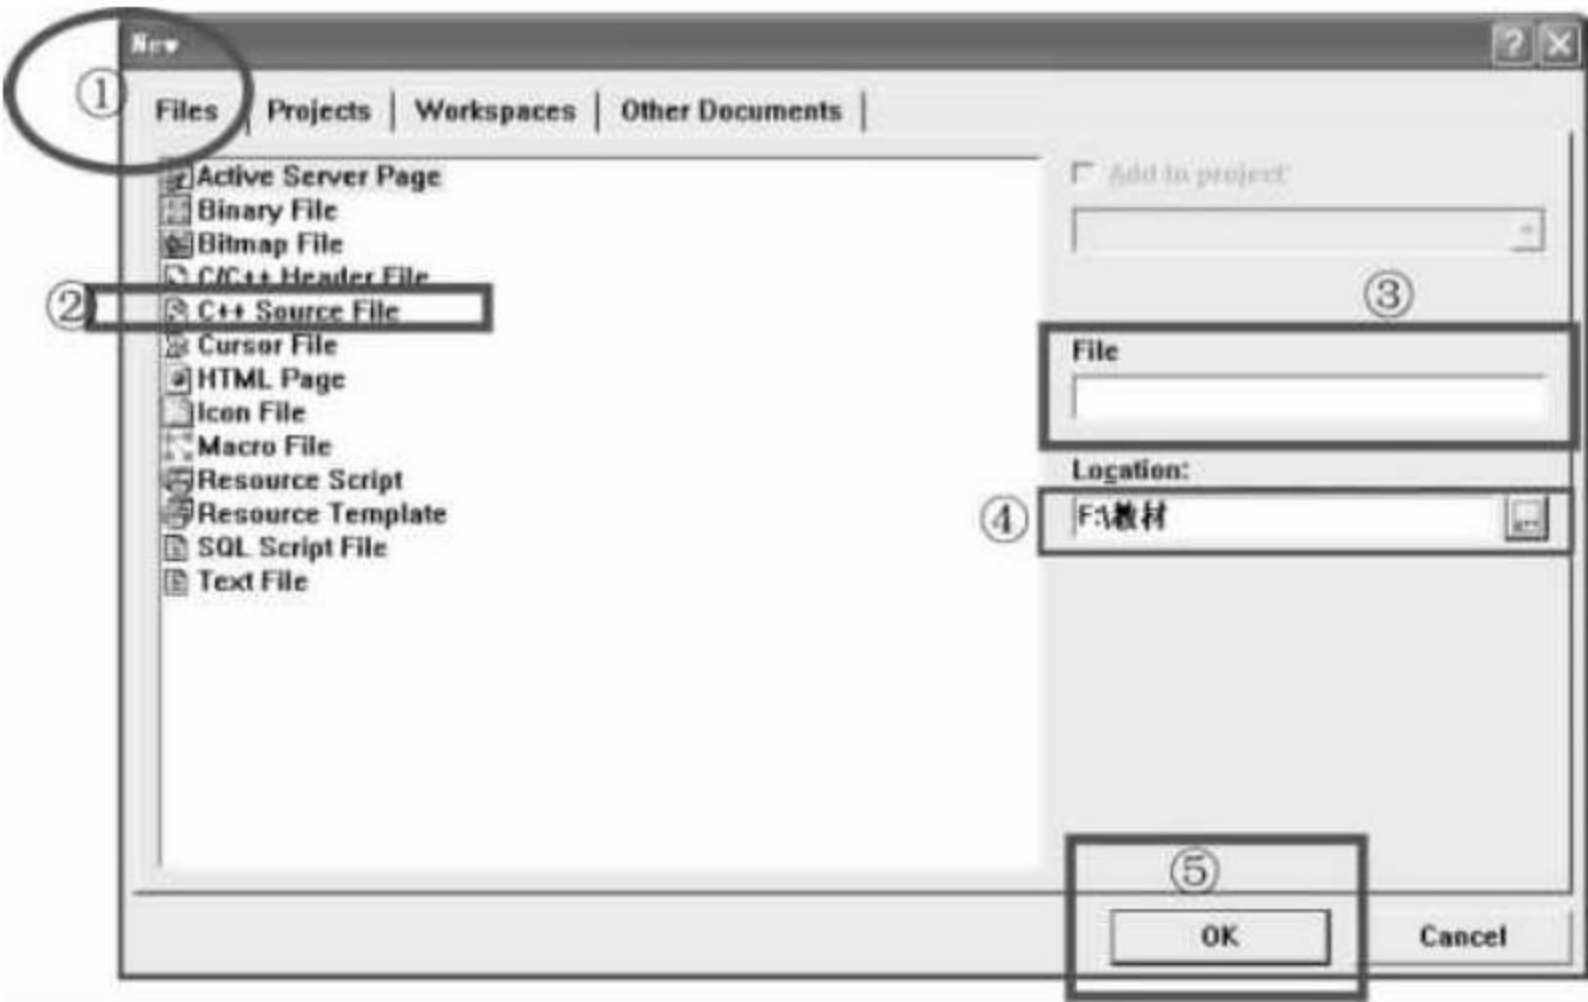 New
①
Files
Projects
Workspaces
Other Documents
Active Server Page
Binary File
Bitmap File
C/C++ Header File
②
C++ Source File
Cursor File
HTML Page
Icon File
Macro File
Resource Script
Resource Template
SQL Script File
Text File
Add to project:
③
File
Location:
④
F:\教材
...
⑤
OK
Cancel